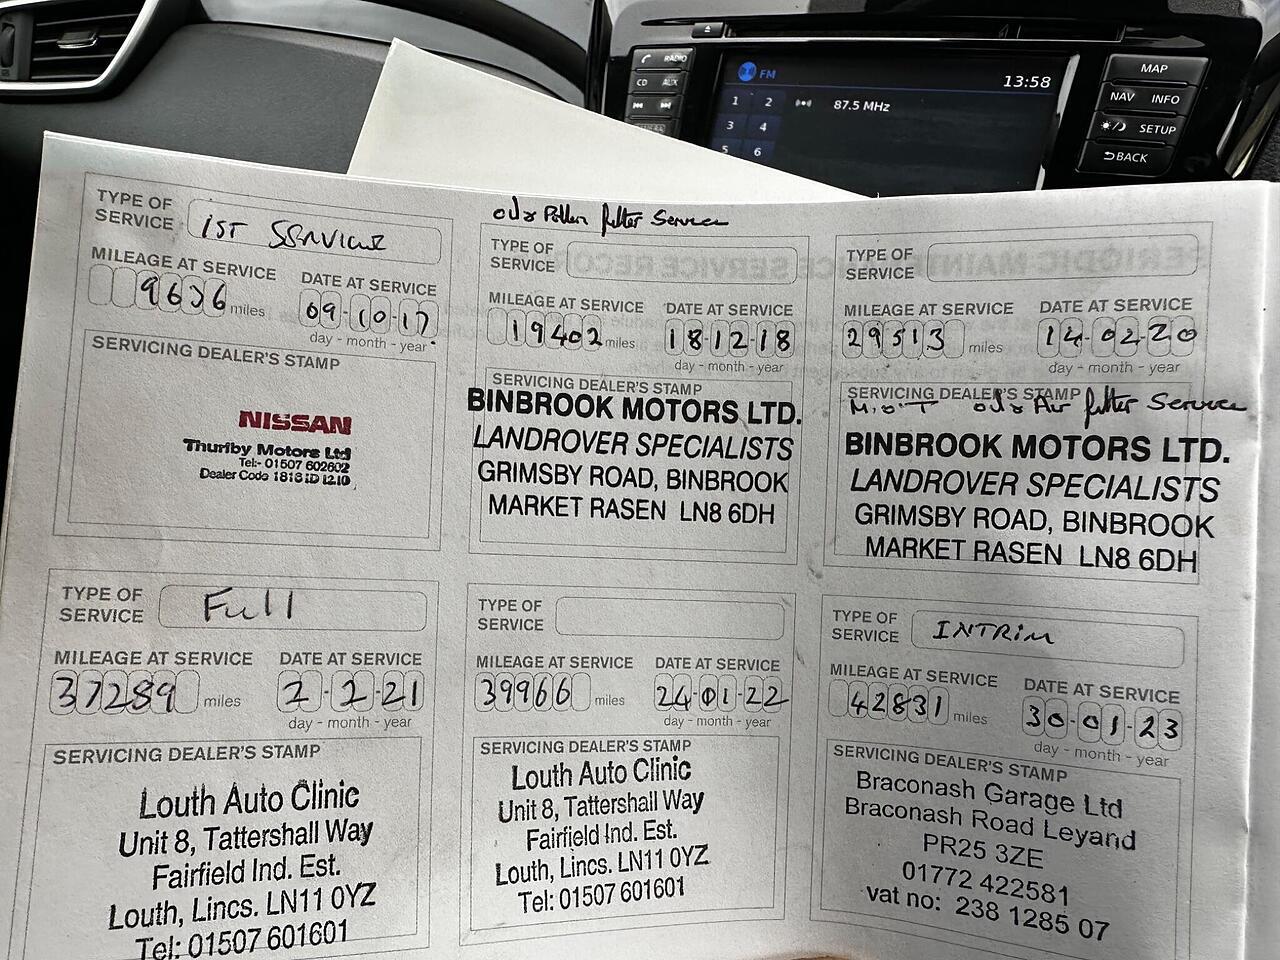 RADIO
CD AUX
FM
13:58
1 2
87.5 MHz
3 4
5 6
MAP
NAV INFO
SETUP
BACK
TYPE OF SERVICE 1ST SERVICE
MILEAGE AT SERVICE DATE AT SERVICE
9636 miles 09-10-17
day - month - year
SERVICING DEALER'S STAMP
NISSAN
Thurlby Motors Ltd
Tel:- 01507 602602
Dealer Code
Pollen filter Service
TYPE OF SERVICE
MILEAGE AT SERVICE DATE AT SERVICE
19402 miles 18-12-18
day - month - year
SERVICING DEALER'S STAMP
BINBROOK MOTORS LTD.
LANDROVER SPECIALISTS
GRIMSBY ROAD, BINBROOK
MARKET RASEN LN8 6DH
TYPE OF SERVICE
MILEAGE AT SERVICE DATE AT SERVICE
29513 miles 14-02-20
day - month - year
SERVICING DEALER'S STAMP
M.O.T Air filter Service
BINBROOK MOTORS LTD.
LANDROVER SPECIALISTS
GRIMSBY ROAD, BINBROOK
MARKET RASEN LN8 6DH
TYPE OF SERVICE Full
MILEAGE AT SERVICE DATE AT SERVICE
37289 miles 2-2-21
day - month - year
SERVICING DEALER'S STAMP
Louth Auto Clinic
Unit 8, Tattershall Way
Fairfield Ind. Est.
Louth, Lincs. LN11 0YZ
Tel: 01507 601601
TYPE OF SERVICE
MILEAGE AT SERVICE DATE AT SERVICE
39966 miles 24-01-22
day - month - year
SERVICING DEALER'S STAMP
Louth Auto Clinic
Unit 8, Tattershall Way
Fairfield Ind. Est.
Louth, Lincs. LN11 0YZ
Tel: 01507 601601
TYPE OF SERVICE INTRIM
MILEAGE AT SERVICE DATE AT SERVICE
42831 miles 30-01-23
day - month - year
SERVICING DEALER'S STAMP
Braconash Garage Ltd
Braconash Road Leyand
PR25 3ZE
01772 422581
vat no: 238 1285 07